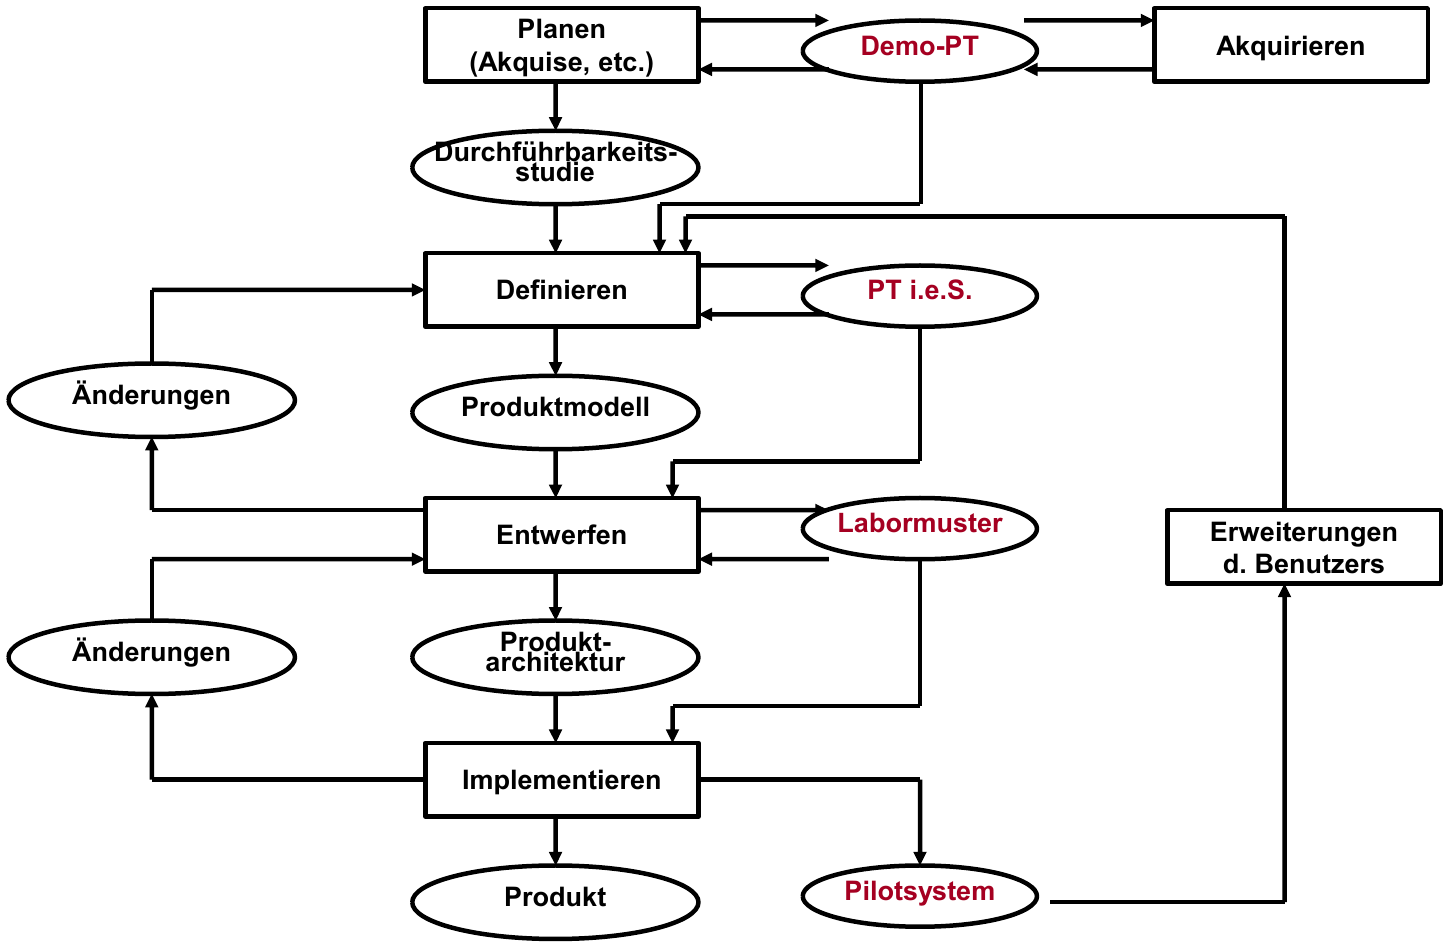 Planen
(Akquise, etc.)
Demo-PT
Akquirieren
Durchführbarkeits-
studie
Definieren
PT i.e.S.
Änderungen
Produktmodell
Entwerfen
Labormuster
Erweiterungen
d. Benutzers
Änderungen
Produkt-
architektur
Implementieren
Produkt
Pilotsystem